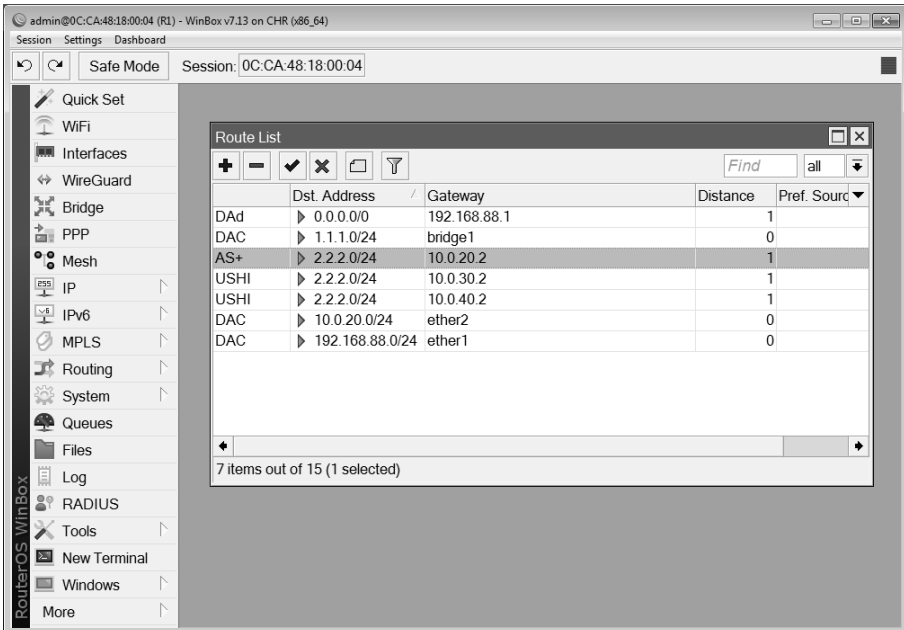 admin@0C:CA:48:18:00:04 (R1) - WinBox v7.13 on CHR (x86_64)
Session Settings Dashboard
Safe Mode Session: 0C:CA:48:18:00:04
Quick Set
WiFi
Interfaces
WireGuard
Bridge
PPP
Mesh
255 IP
v6 IPv6
MPLS
Routing
System
Queues
Files
Log
RADIUS
Tools
New Terminal
Windows
More
RouterOS WinBox
Route List
Find all
Dst. Address Gateway Distance Pref. Sourc
DAd 0.0.0.0/0 192.168.88.1 1
DAC 1.1.1.0/24 bridge1 0
AS+ 2.2.2.0/24 10.0.20.2 1
USHI 2.2.2.0/24 10.0.30.2 1
USHI 2.2.2.0/24 10.0.40.2 1
DAC 10.0.20.0/24 ether2 0
DAC 192.168.88.0/24 ether1 0
7 items out of 15 (1 selected)